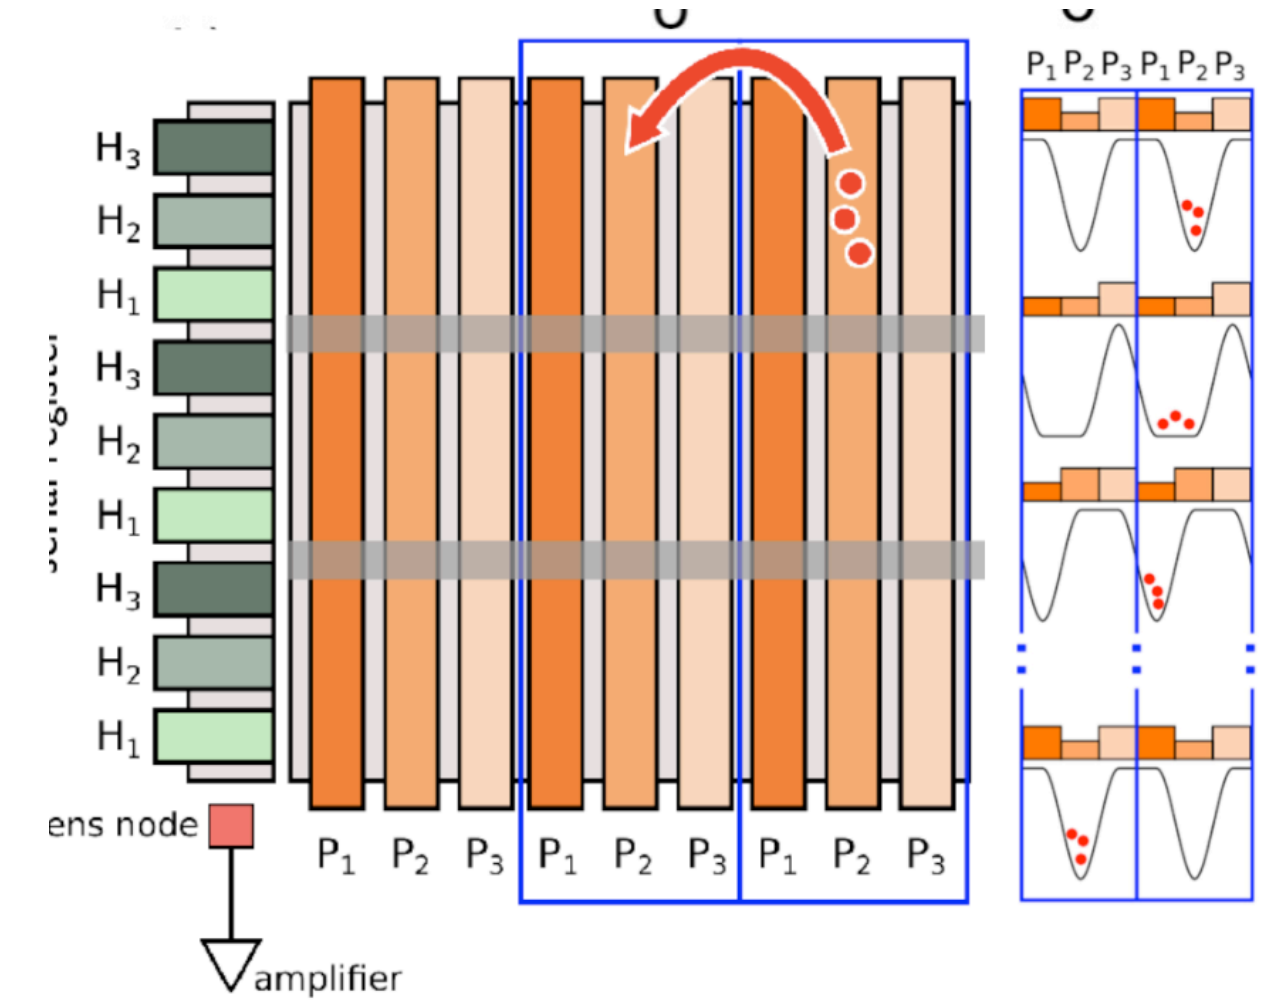 P₁ P₂ P₃ P₁ P₂ P₃
H₃
H₂
H₁
H₃
H₂
H₁
H₃
H₂
H₁
register
node
P₁ P₂ P₃ P₁ P₂ P₃ P₁ P₂ P₃
amplifier